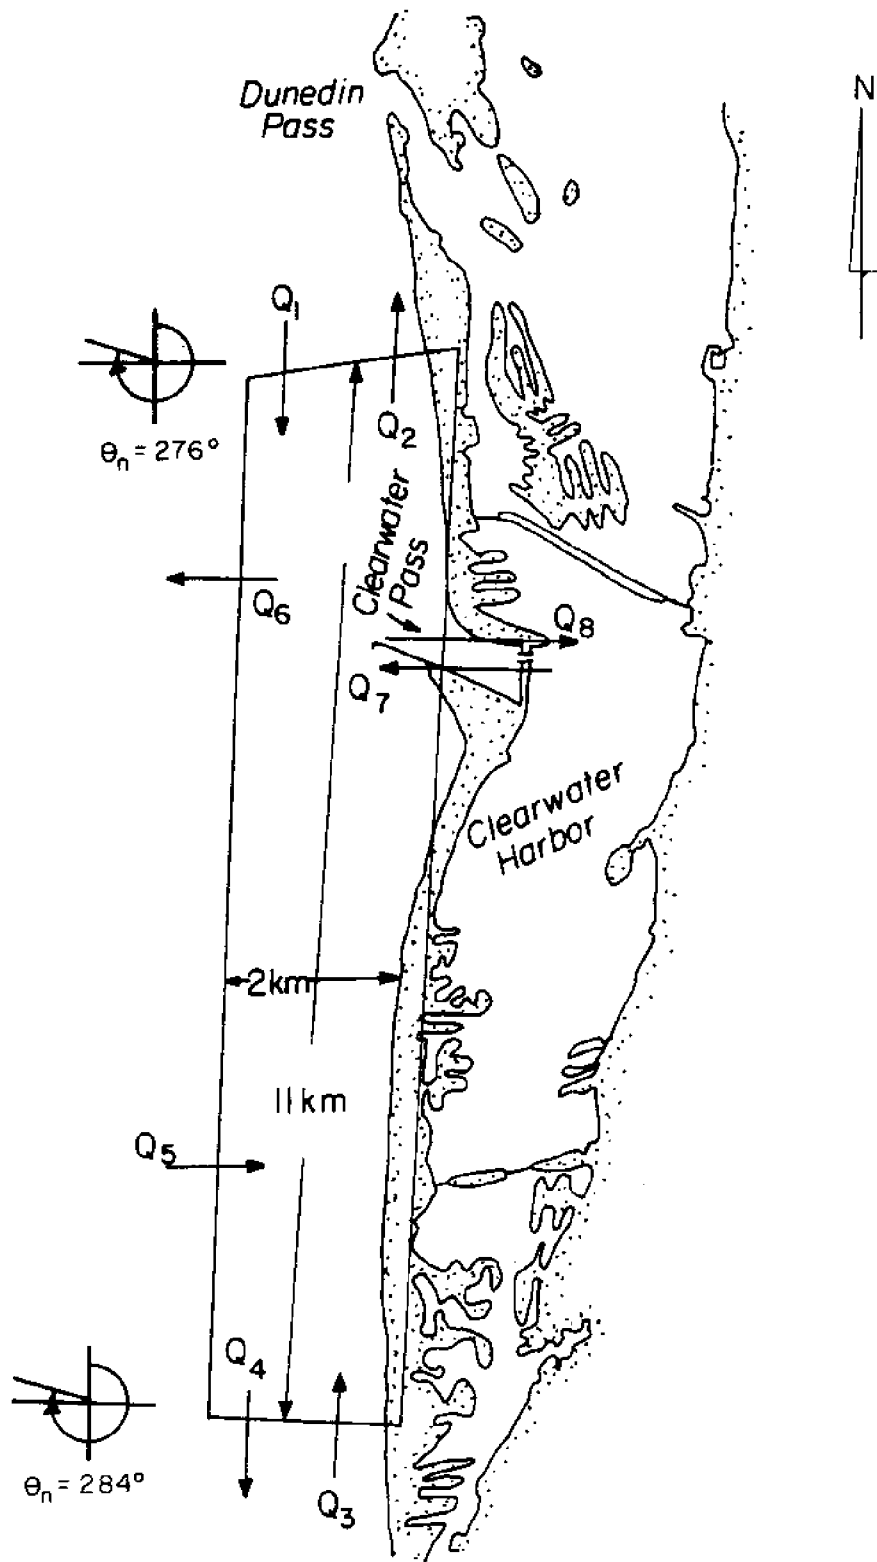 Dunedin
Pass
N
Q1
θn = 276°
Q2
Clearwater
Pass
Q6
Q8
Q7
Clearwater
Harbor
2km
11km
Q5
Q4
θn = 284°
Q3